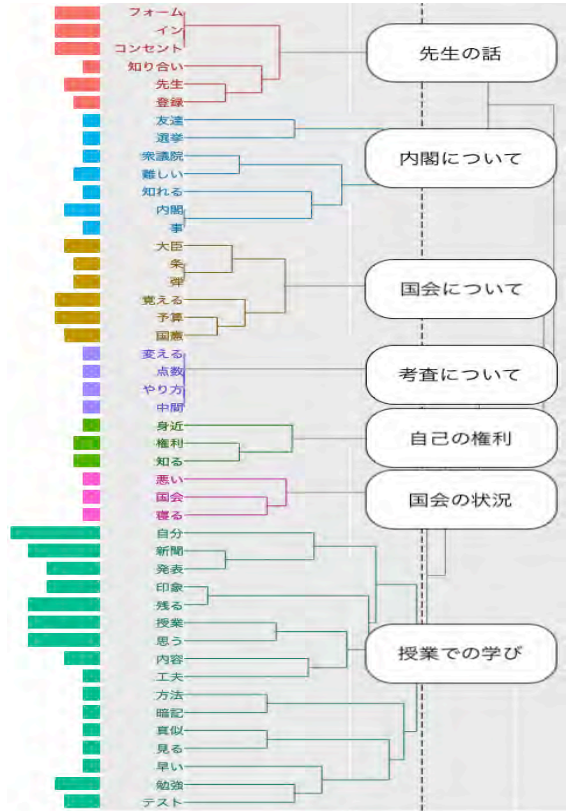 フォーム
イン
コンセント
知り合い
先生
登録
先生の話
友達
選挙
衆議院
難しい
知れる
内閣
事
内閣について
大臣
条
弾
覚える
予算
国憲
国会について
変える
点数
やり方
中間
考査について
身近
権利
知る
自己の権利
悪い
国会
寝る
国会の状況
自分
新聞
発表
印象
残る
授業
思う
内容
工夫
方法
暗記
真似
見る
早い
勉強
テスト
授業での学び